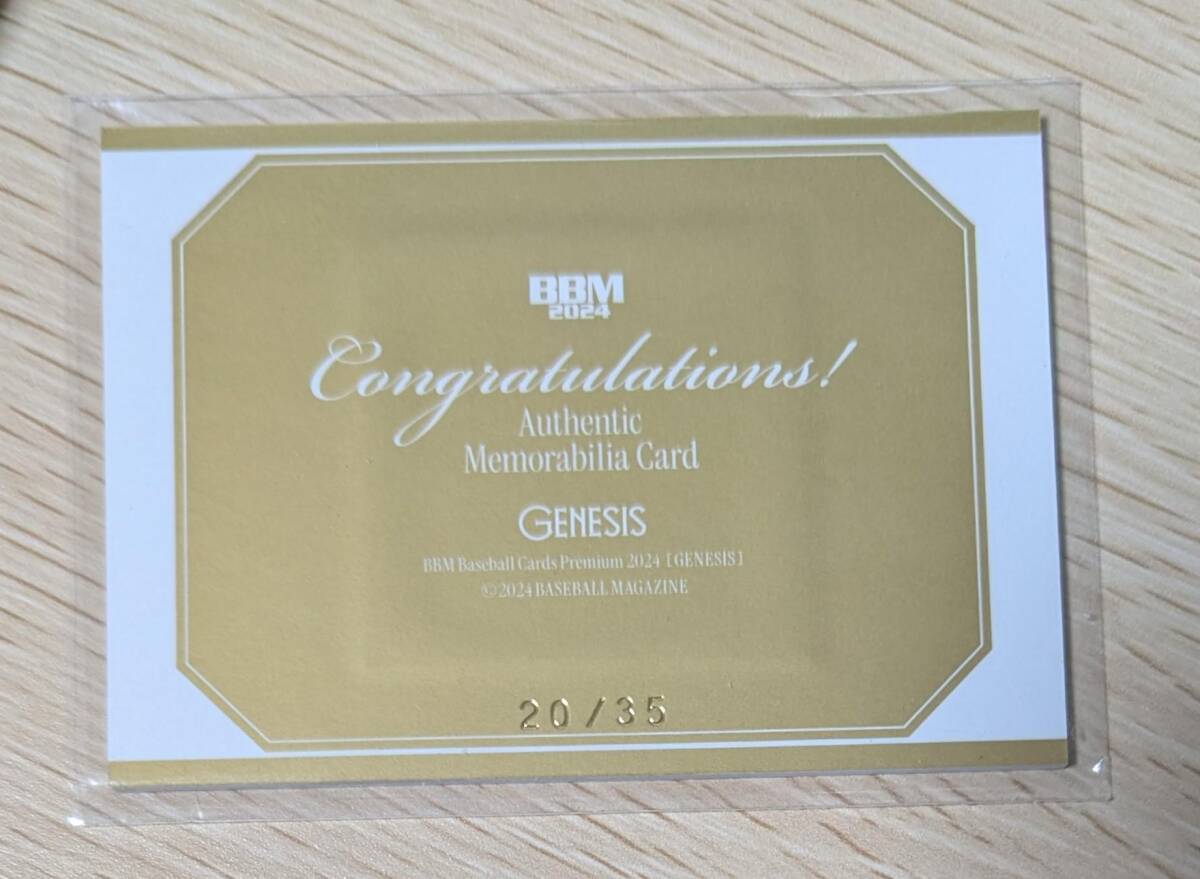 BBM
2024
Congratulations!
Authentic
Memorabilia Card
GENESIS
BBM Baseball Cards Premium 2024 [GENESIS]
©2024 BASEBALL MAGAZINE
20/35